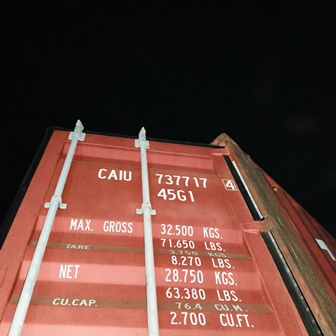 CAIU 737717 4
45G1
MAX. GROSS 32.500 KGS.
71.650 LBS.
TARE 3.750 KGS.
8.270 LBS.
NET 28.750 KGS.
63.380 LBS.
CU.CAP. 76.4 CU.M.
2.700 CU.FT.